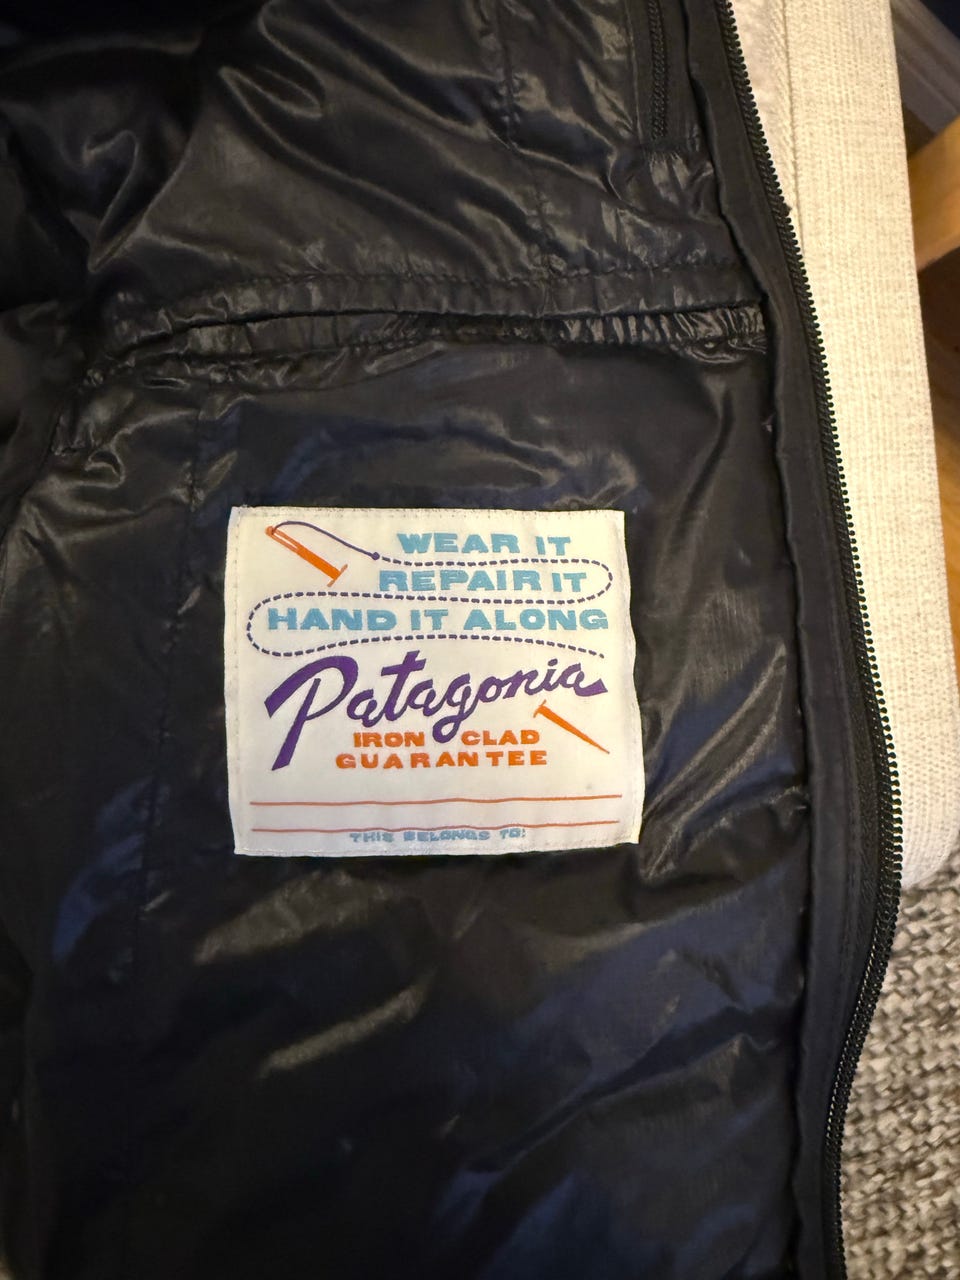 WEAR IT
REPAIR IT
HAND IT ALONG
Patagonia
IRON CLAD
GUARANTEE
THIS BELONGS TO: